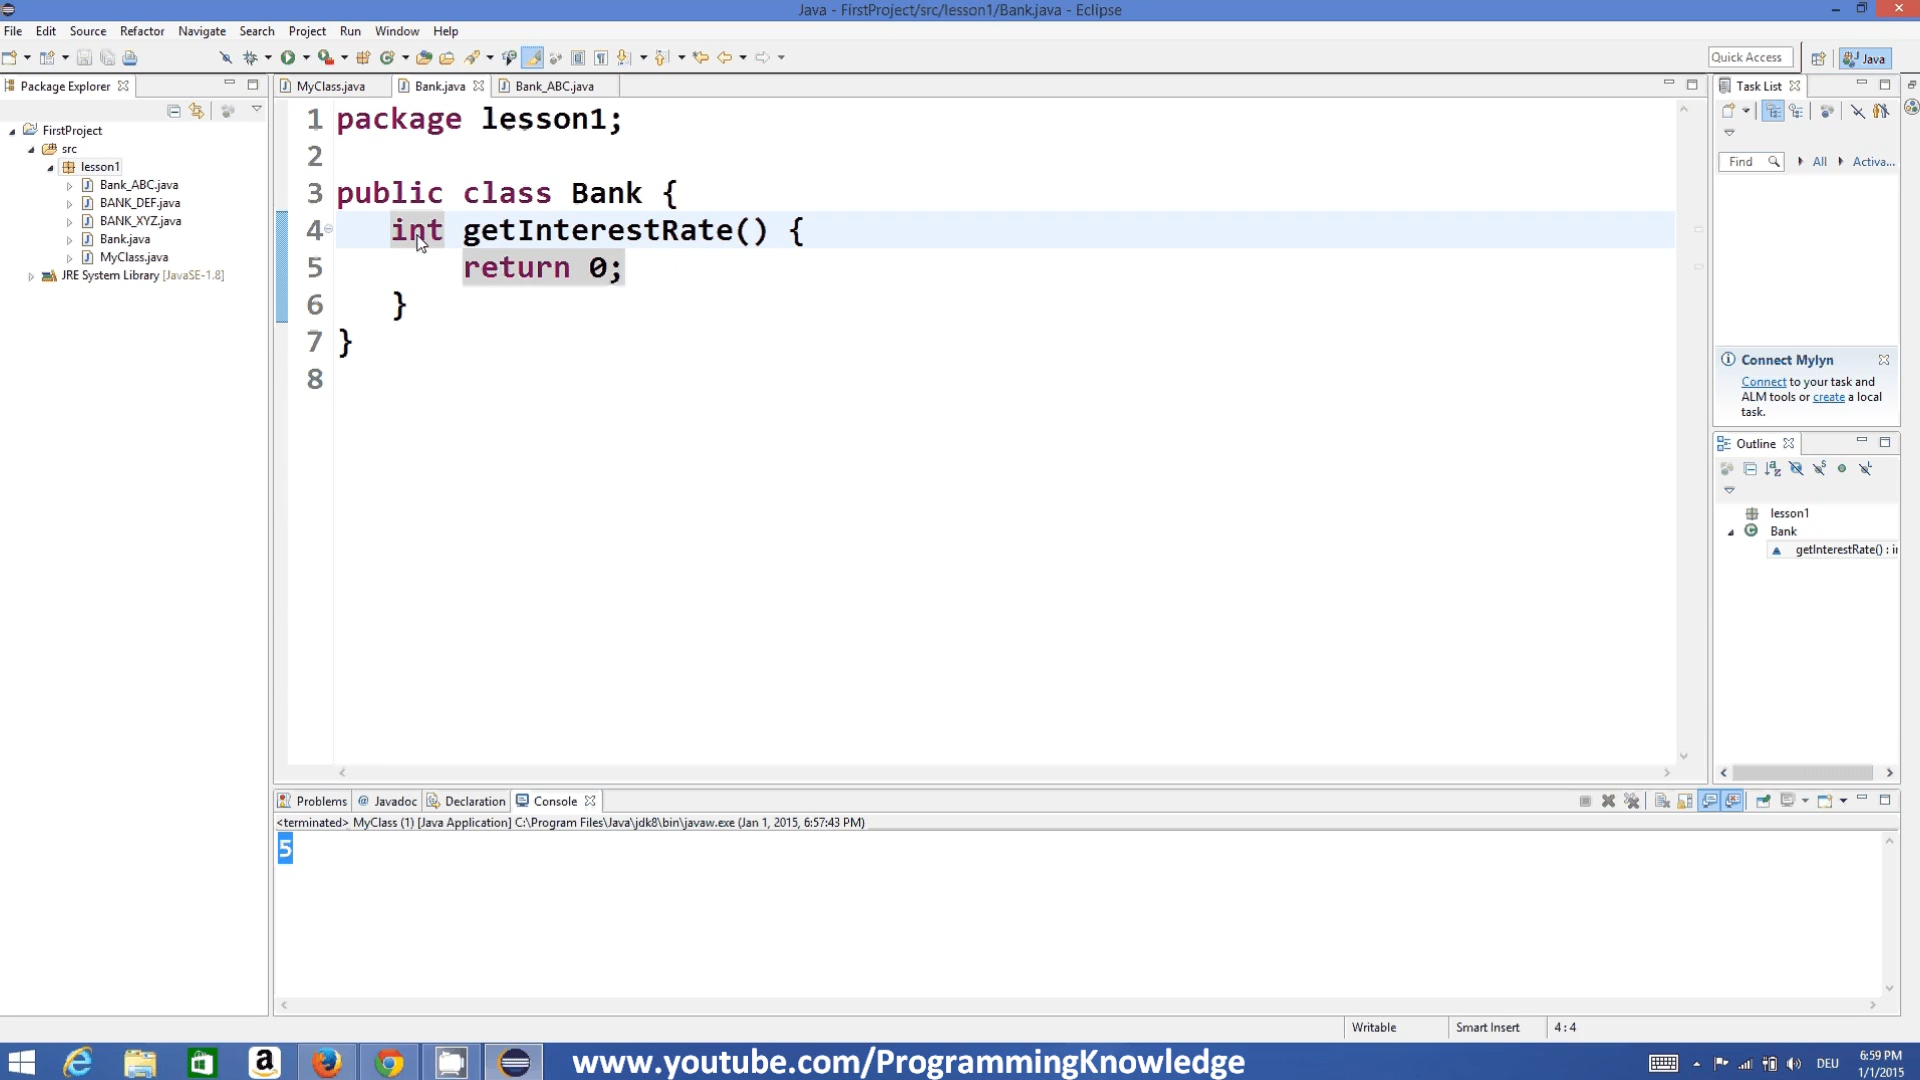 Java - FirstProject/src/lesson1/Bank.java - Eclipse
File Edit Source Refactor Navigate Search Project Run Window Help
Quick Access
Java
Package Explorer
MyClass.java
Bank.java
Bank_ABC.java
Task List
FirstProject
src
lesson1
Bank_ABC.java
BANK_DEF.java
BANK_XYZ.java
Bank.java
MyClass.java
JRE System Library [JavaSE-1.8]
1 package lesson1;
2
3 public class Bank {
4 int getInterestRate() {
5 return 0;
6 }
7 }
8
Find
All
Activa...
Connect Mylyn
Connect to your task and
ALM tools or create a local
task.
Outline
lesson1
Bank
getInterestRate() : i
Problems @ Javadoc Declaration Console
<terminated> MyClass (1) [Java Application] C:\Program Files\Java\jdk8\bin\javaw.exe (Jan 1, 2015, 6:57:43 PM)
5
Writable Smart Insert 4 : 4
www.youtube.com/ProgrammingKnowledge
DEU
6:59 PM
1/1/2015